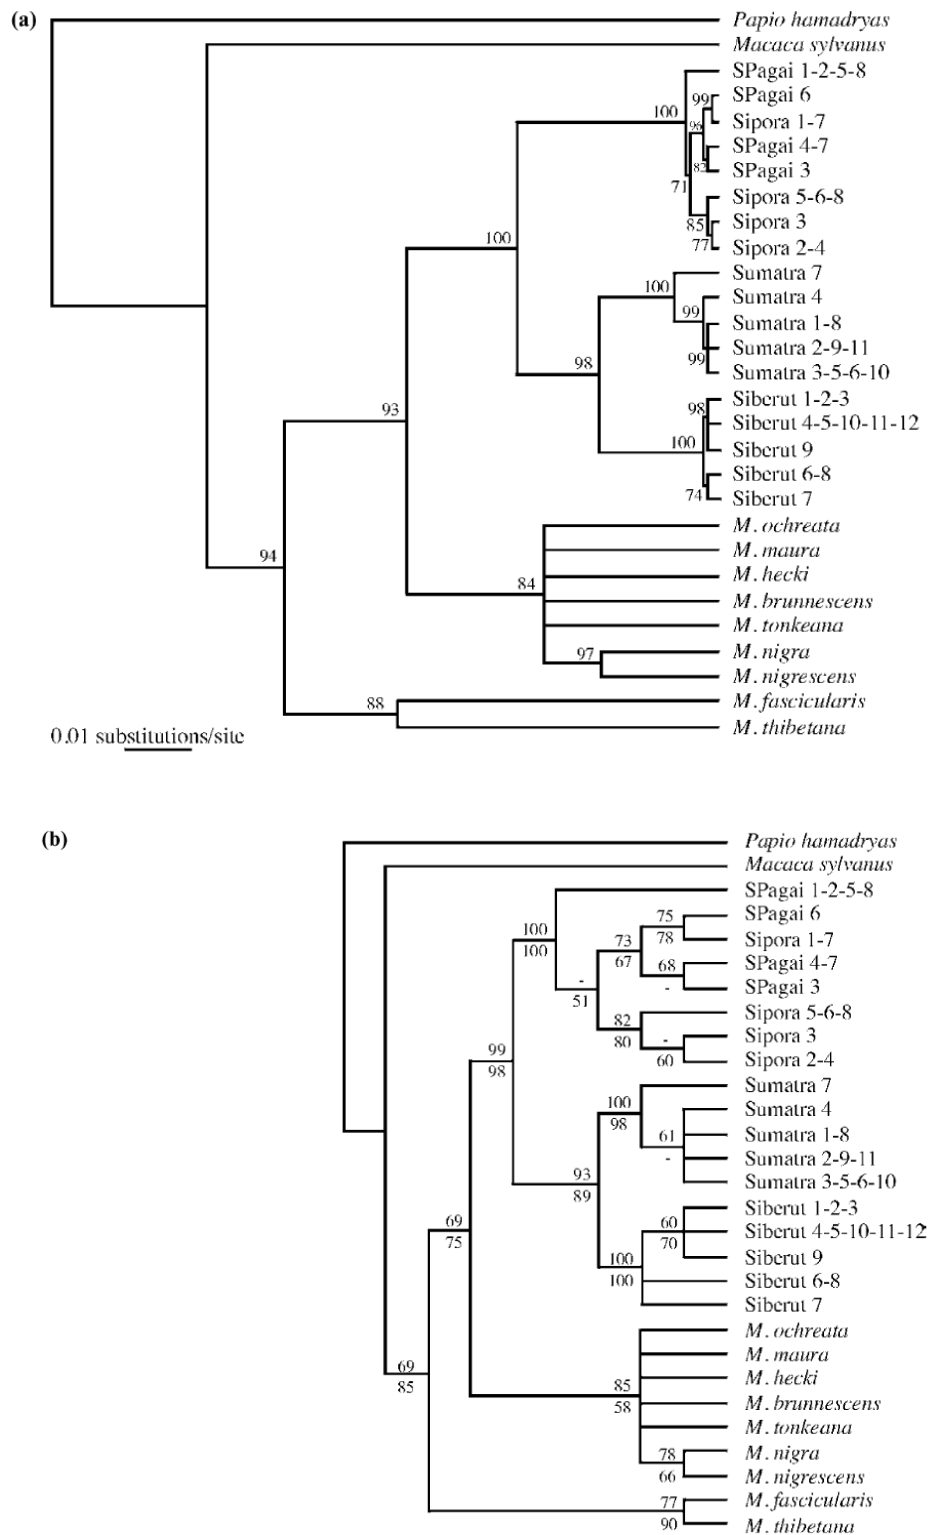 (a)
Papio hamadryas
Macaca sylvanus
SPagai 1-2-5-8
99
SPagai 6
100
Sipora 1-7
96
SPagai 4-7
82
SPagai 3
71
Sipora 5-6-8
85
Sipora 3
77
Sipora 2-4
100
Sumatra 7
100
Sumatra 4
99
Sumatra 1-8
Sumatra 2-9-11
99
98
Sumatra 3-5-6-10
Siberut 1-2-3
98
93
Siberut 4-5-10-11-12
100
Siberut 9
Siberut 6-8
74
Siberut 7
M. ochreata
94
M. maura
84
M. hecki
M. brunnescens
M. tonkeana
97
M. nigra
M. nigrescens
88
M. fascicularis
M. thibetana
0.01 substitutions/site
(b)
Papio hamadryas
Macaca sylvanus
SPagai 1-2-5-8
75
SPagai 6
100
73
78
Sipora 1-7
100
67
68
SPagai 4-7
-
-
SPagai 3
51
82
Sipora 5-6-8
80
-
Sipora 3
99
60
Sipora 2-4
98
Sumatra 7
100
Sumatra 4
98
61
Sumatra 1-8
-
Sumatra 2-9-11
93
Sumatra 3-5-6-10
89
Siberut 1-2-3
69
60
Siberut 4-5-10-11-12
75
70
Siberut 9
100
Siberut 6-8
100
Siberut 7
M. ochreata
M. maura
69
M. hecki
85
85
M. brunnescens
58
M. tonkeana
78
M. nigra
66
M. nigrescens
77
M. fascicularis
90
M. thibetana